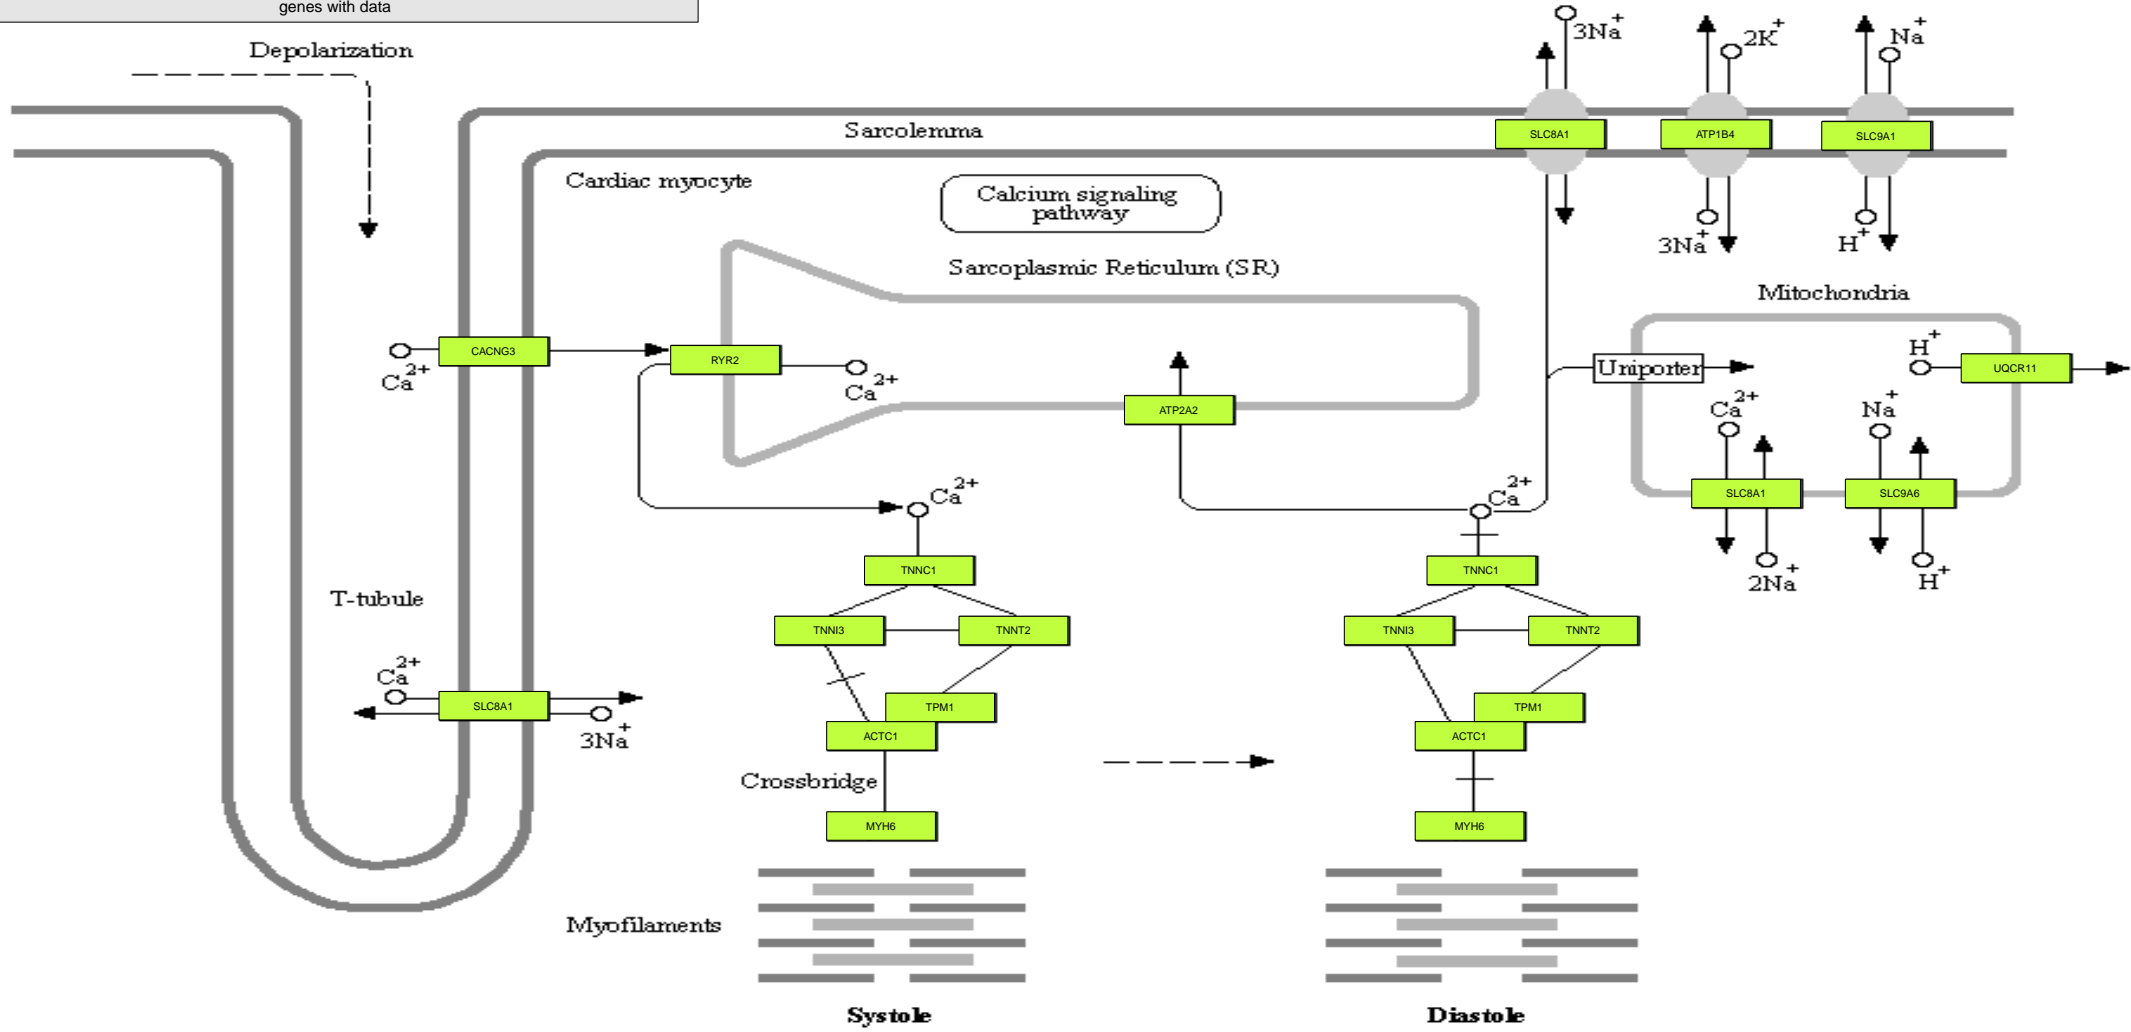 genes with data
Depolarization
3Na+
2K+
Na+
Sarcolemma
SLC8A1
ATP1B4
SLC9A1
Cardiac myocyte
Calcium signaling
pathway
3Na+
H+
Sarcoplasmic Reticulum (SR)
Mitochondria
CACNG3
Ca2+
RYR2
Ca2+
ATP2A2
Uniporter
H+
UQCR11
Ca2+
Na+
SLC8A1
SLC9A6
2Na+
H+
Ca2+
Ca2+
TNNC1
TNNC1
T-tubule
TNNI3
TNNT2
TNNI3
TNNT2
Ca2+
SLC8A1
3Na+
TPM1
ACTC1
TPM1
ACTC1
Crossbridge
MYH6
MYH6
Myofilaments
Systole
Diastole